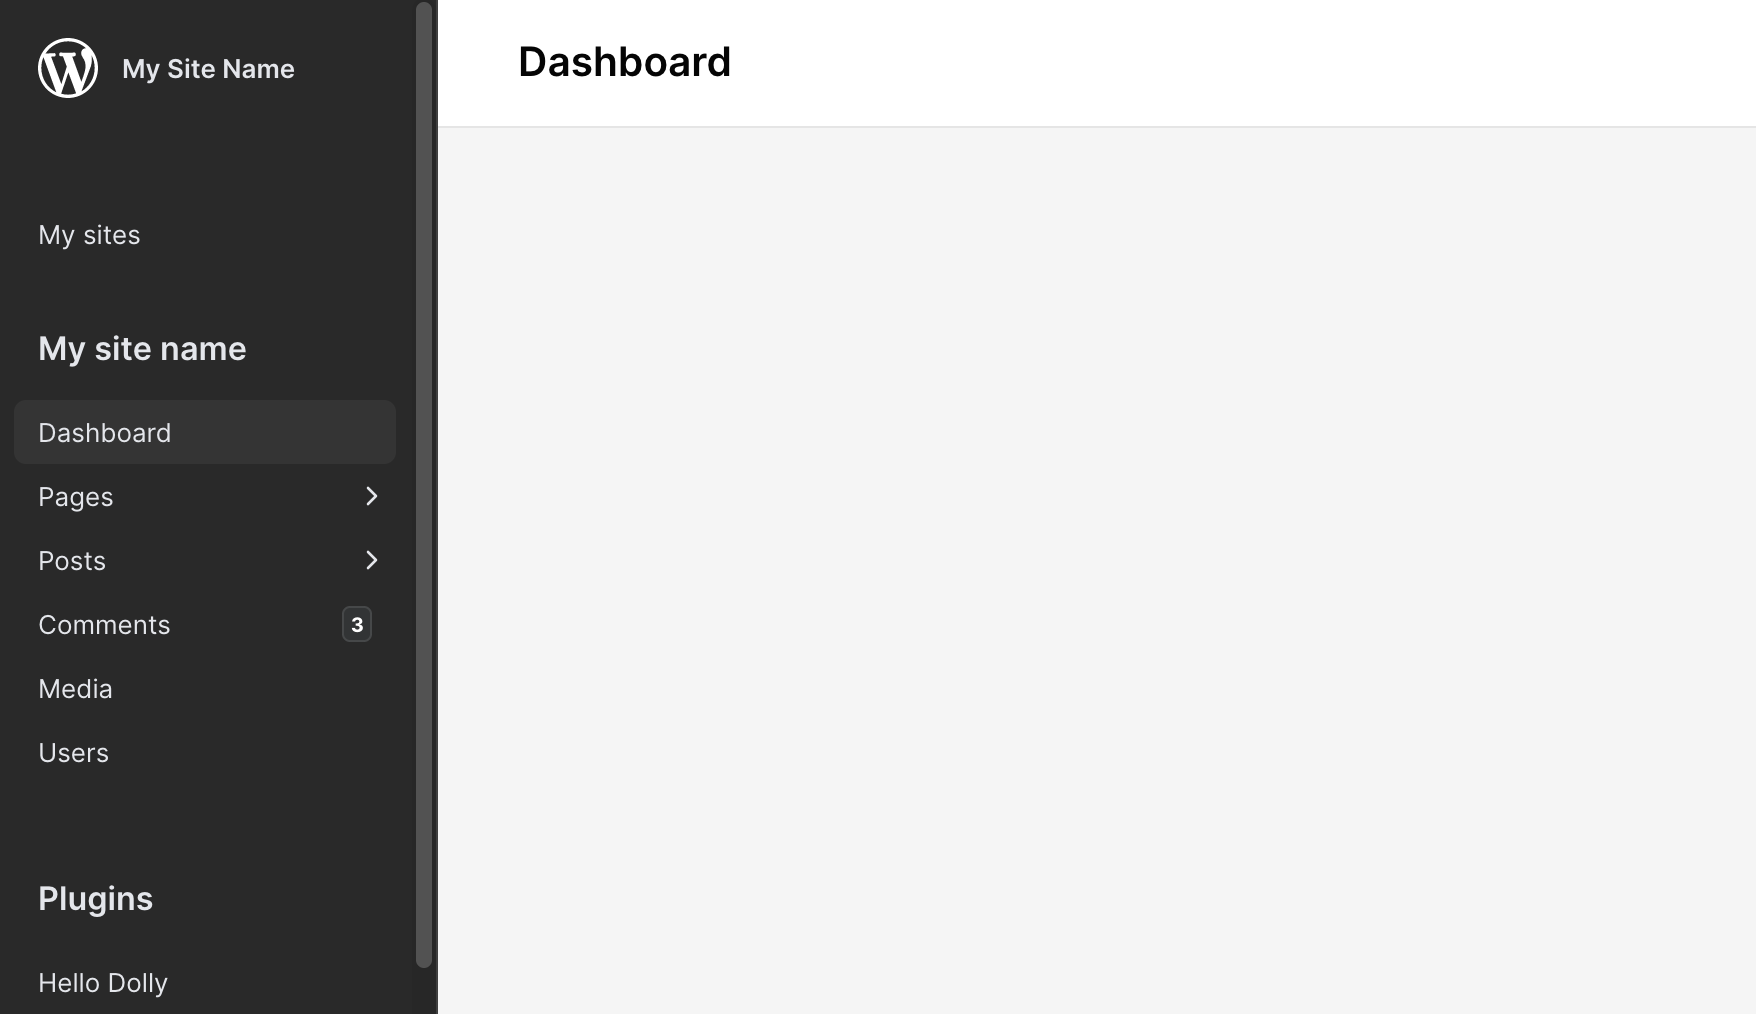 My Site Name
My sites
My site name
Dashboard
Pages
Posts
Comments 3
Media
Users
Plugins
Hello Dolly
Dashboard